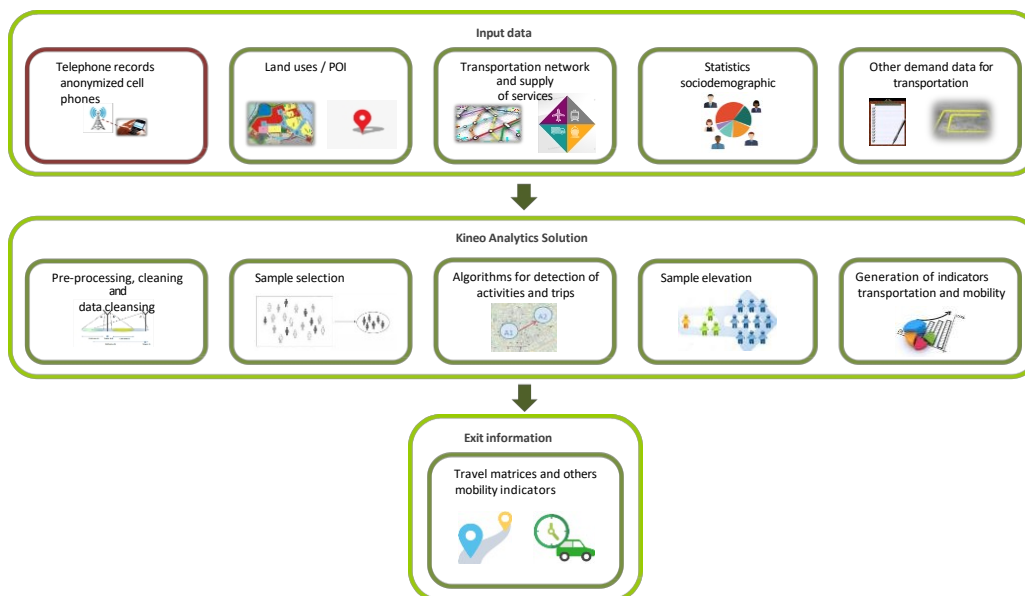 Input data
Telephone records
anonymized cell
phones
Land uses / POI
Transportation network
and supply
of services
Statistics
sociodemographic
Other demand data for
transportation
Kineo Analytics Solution
Pre-processing, cleaning
and
data cleansing
Sample selection
Algorithms for detection of
activities and trips
A1
A2
Sample elevation
Generation of indicators
transportation and mobility
Exit information
Travel matrices and others
mobility indicators